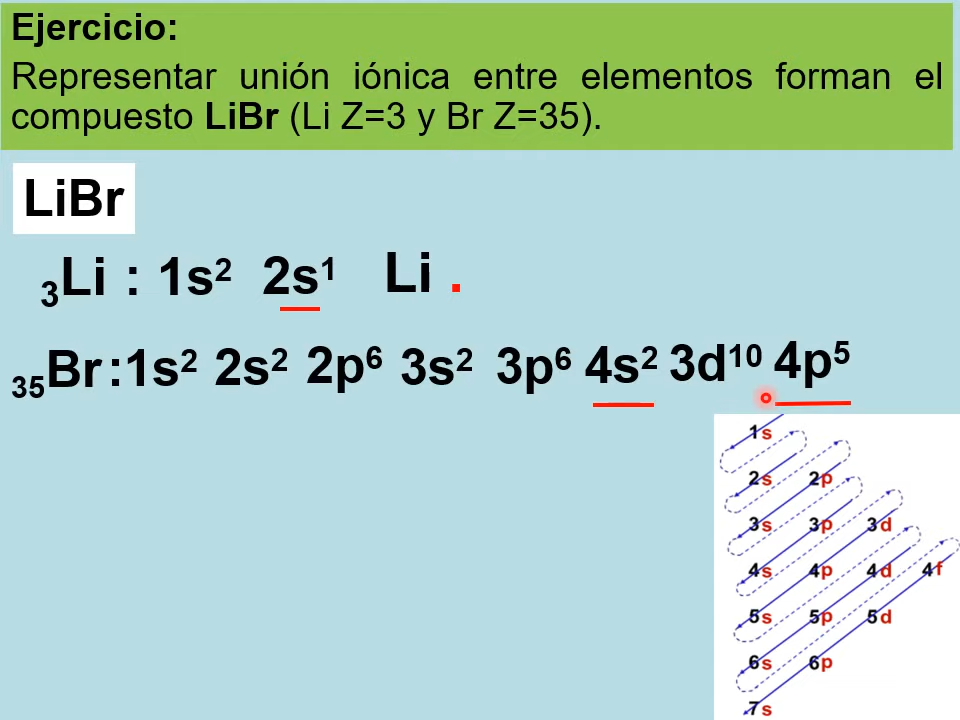 Ejercicio:
Representar unión iónica entre elementos forman el
compuesto LiBr (Li Z=3 y Br Z=35).
LiBr
₃Li : 1s² 2s¹ Li .
₃₅Br :1s² 2s² 2p⁶ 3s² 3p⁶ 4s² 3d¹⁰ 4p⁵
1s
2s 2p
3s 3p 3d
4s 4p 4d 4f
5s 5p 5d
6s 6p
7s